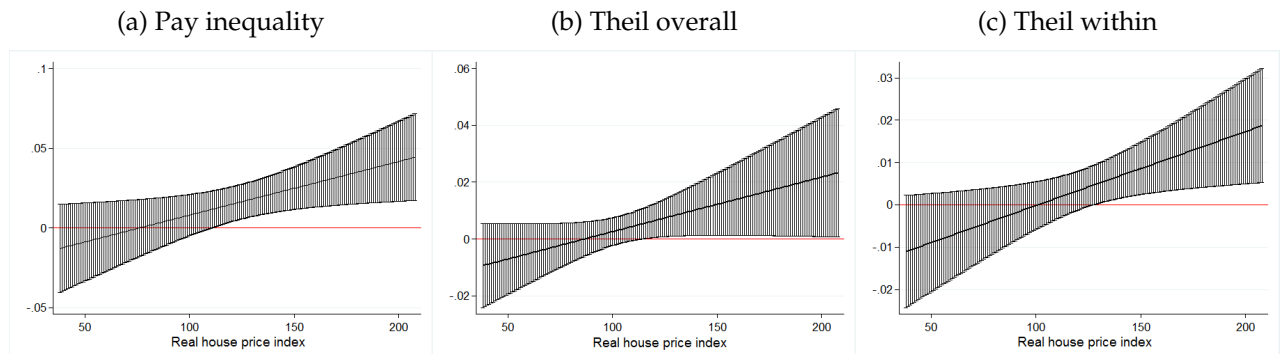 (a) Pay inequality
.1
.05
0
-.05
50 100 150 200
Real house price index
(b) Theil overall
.06
.04
.02
0
-.02
50 100 150 200
Real house price index
(c) Theil within
.03
.02
.01
0
-.01
-.02
50 100 150 200
Real house price index